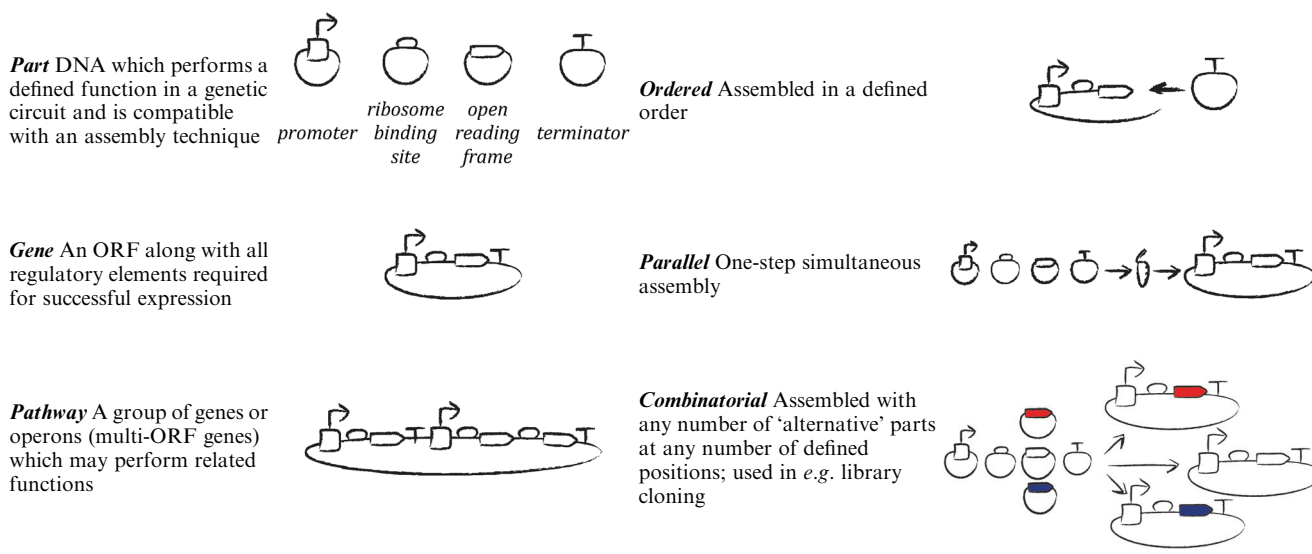 Part DNA which performs a
defined function in a genetic
circuit and is compatible
with an assembly technique
promoter
ribosome
binding
site
open
reading
frame
terminator
Ordered Assembled in a defined
order
Gene An ORF along with all
regulatory elements required
for successful expression
Parallel One-step simultaneous
assembly
Pathway A group of genes or
operons (multi-ORF genes)
which may perform related
functions
Combinatorial Assembled with
any number of ‘alternative’ parts
at any number of defined
positions; used in e.g. library
cloning